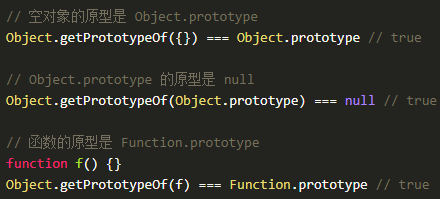 // 空对象的原型是 Object.prototype
Object.getPrototypeOf({}) === Object.prototype // true
// Object.prototype 的原型是 null
Object.getPrototypeOf(Object.prototype) === null // true
// 函数的原型是 Function.prototype
function f() {}
Object.getPrototypeOf(f) === Function.prototype // true